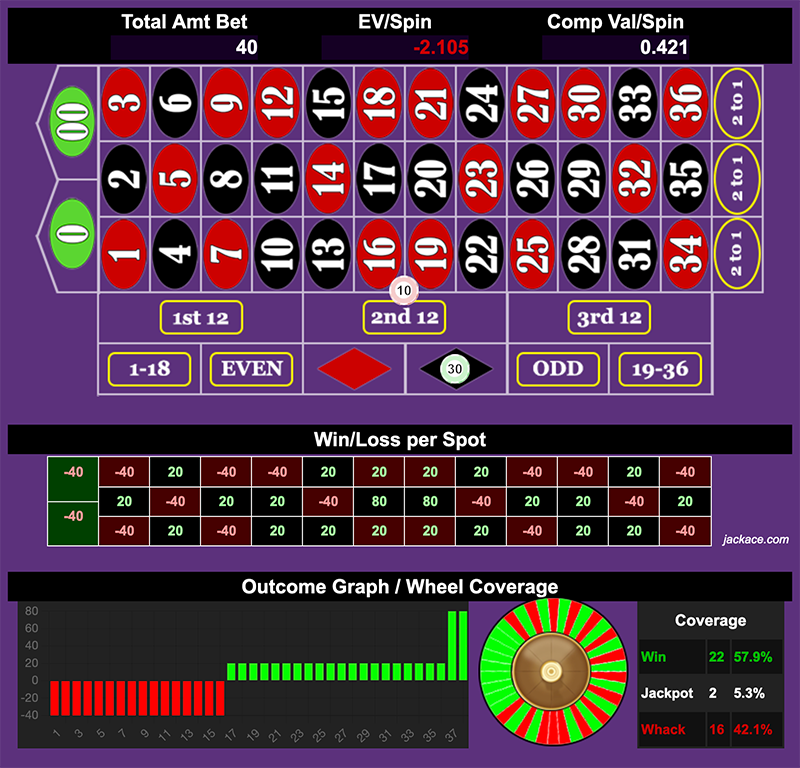 Total Amt Bet EV/Spin Comp Val/Spin
40 -2.105 0.421
00 3 6 9 12 15 18 21 24 27 30 33 36 2 to 1
2 5 8 11 14 17 20 23 26 29 32 35 2 to 1
0 1 4 7 10 13 16 19 22 25 28 31 34 2 to 1
10
1st 12 2nd 12 3rd 12
1-18 EVEN 30 ODD 19-36
Win/Loss per Spot
-40 -40 20 -40 -40 20 20 20 20 -40 -40 20 -40
20 -40 20 20 -40 80 80 -40 20 20 -40 20
-40 -40 20 -40 20 20 20 20 20 -40 20 20 -40
jackace.com
Outcome Graph / Wheel Coverage
80
60
40
20
0
-20
-40
1 3 5 7 9 11 13 15 17 19 21 23 25 27 29 31 33 35 37
Coverage
Win 22 57.9%
Jackpot 2 5.3%
Whack 16 42.1%